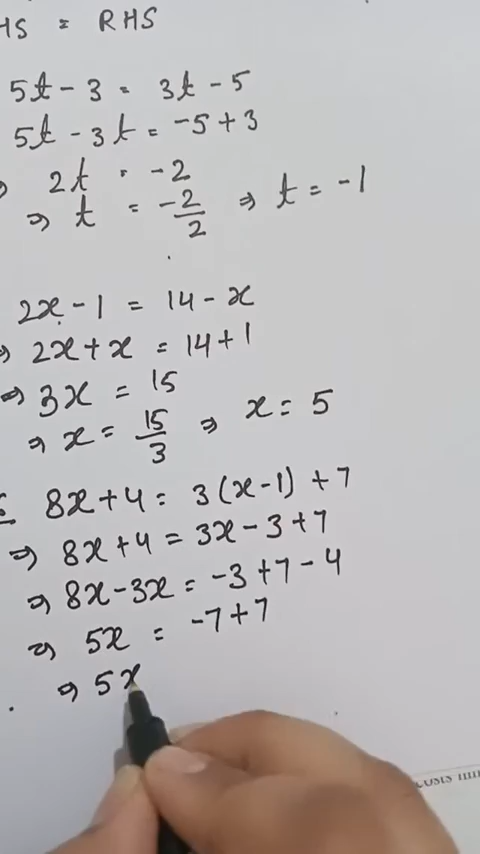 HS = RHS
5t - 3 = 3t - 5
5t - 3t = -5 + 3
⇒ 2t = -2
⇒ t = -2/2 ⇒ t = -1
2x - 1 = 14 - x
⇒ 2x + x = 14 + 1
⇒ 3x = 15
⇒ x = 15/3 ⇒ x = 5
8x + 4 = 3(x - 1) + 7
⇒ 8x + 4 = 3x - 3 + 7
⇒ 8x - 3x = -3 + 7 - 4
⇒ 5x = -7 + 7
⇒ 5x